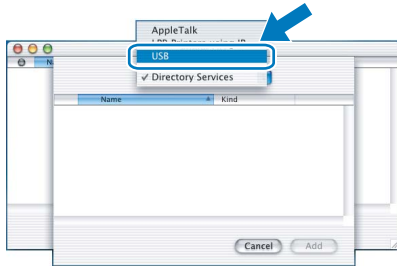 AppleTalk
USB
✓ Directory Services
Name Kind
Cancel Add